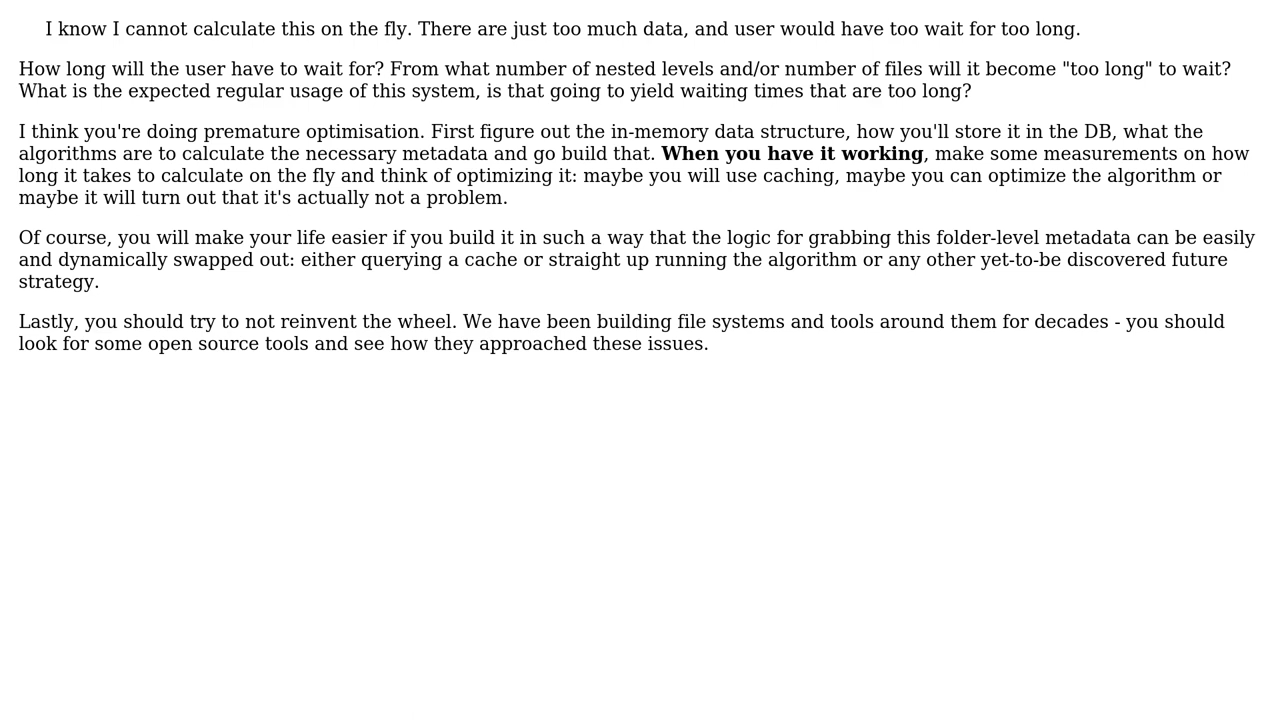 I know I cannot calculate this on the fly. There are just too much data, and user would have too wait for too long.
How long will the user have to wait for? From what number of nested levels and/or number of files will it become "too long" to wait?
What is the expected regular usage of this system, is that going to yield waiting times that are too long?
I think you're doing premature optimisation. First figure out the in-memory data structure, how you'll store it in the DB, what the
algorithms are to calculate the necessary metadata and go build that. When you have it working, make some measurements on how
long it takes to calculate on the fly and think of optimizing it: maybe you will use caching, maybe you can optimize the algorithm or
maybe it will turn out that it's actually not a problem.
Of course, you will make your life easier if you build it in such a way that the logic for grabbing this folder-level metadata can be easily
and dynamically swapped out: either querying a cache or straight up running the algorithm or any other yet-to-be discovered future
strategy.
Lastly, you should try to not reinvent the wheel. We have been building file systems and tools around them for decades - you should
look for some open source tools and see how they approached these issues.